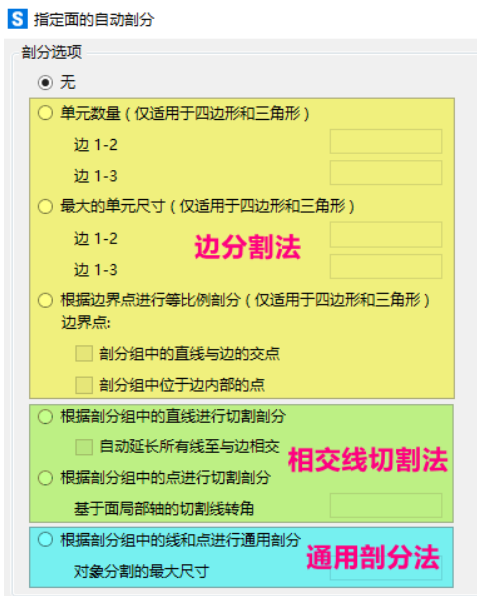 S 指定面的自动剖分
剖分选项
无
单元数量 ( 仅适用于四边形和三角形 )
边 1-2
边 1-3
最大的单元尺寸 ( 仅适用于四边形和三角形 )
边 1-2
边 1-3
边分割法
根据边界点进行等比例剖分 ( 仅适用于四边形和三角形 )
边界点:
剖分组中的直线与边的交点
剖分组中位于边内部的点
根据剖分组中的直线进行切割剖分
自动延长所有线至与边相交
相交线切割法
根据剖分组中的点进行切割剖分
基于面局部轴的切割线转角
根据剖分组中的线和点进行通用剖分
通用剖分法
对象分割的最大尺寸